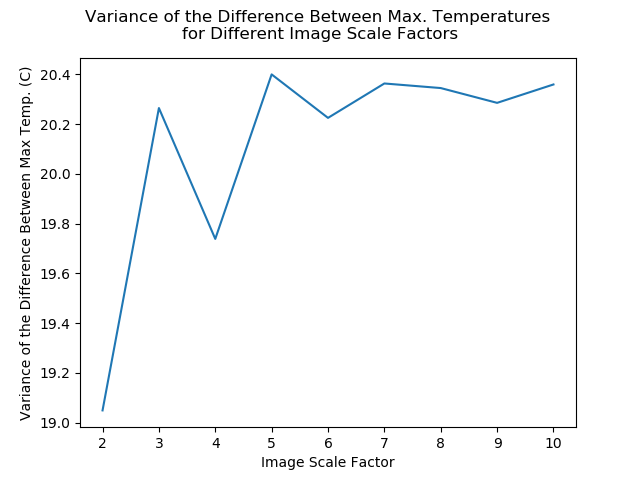 Variance of the Difference Between Max. Temperatures
for Different Image Scale Factors
Variance of the Difference Between Max Temp. (C)
20.4
20.2
20.0
19.8
19.6
19.4
19.2
19.0
2 3 4 5 6 7 8 9 10
Image Scale Factor